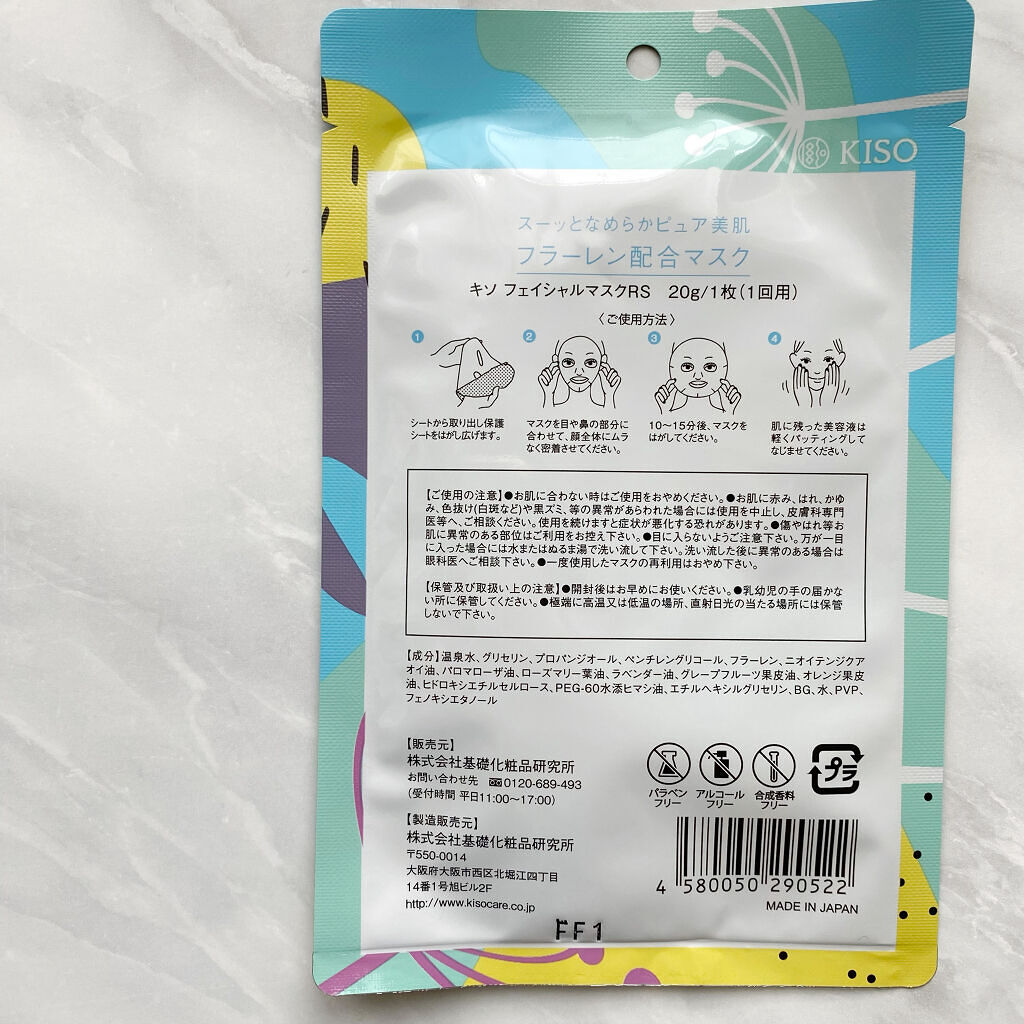 KISO
スーッとなめらかピュア美肌
フラーレン配合マスク
キソ フェイシャルマスクRS 20g/1枚(1回用)
〈ご使用方法〉
1
シートから取り出し保護
シートをはがし広げます。
2
マスクを目や鼻の部分に
合わせて、顔全体にムラ
なく密着させてください。
3
10〜15分後、マスクを
はがしてください。
4
肌に残った美容液は
軽くパッティングして
なじませてください。
【ご使用の注意】●お肌に合わない時はご使用をおやめください。●お肌に赤み、はれ、かゆ
み、色抜け(白斑など)や黒ズミ、等の異常があらわれた場合には使用を中止し、皮膚科専門
医等へ、ご相談ください。使用を続けますと症状が悪化する恐れがあります。●傷やはれ等お
肌に異常のある部位はご利用をお控え下さい。●目に入らないようご注意下さい。万が一目
に入った場合には水またはぬるま湯で洗い流して下さい。洗い流した後に異常のある場合は
眼科医へご相談下さい。●一度使用したマスクの再利用はおやめ下さい。
【保管及び取扱い上の注意】●開封後はお早めにお使いください。●乳幼児の手の届かな
い所に保管してください。●極端に高温又は低温の場所、直射日光の当たる場所には保管
しないで下さい。
【成分】温泉水、グリセリン、プロパンジオール、ペンチレングリコール、フラーレン、ニオイテンジクア
オイ油、パロマローザ油、ローズマリー葉油、ラベンダー油、グレープフルーツ果皮油、オレンジ果皮
油、ヒドロキシエチルセルロース、PEG-60水添ヒマシ油、エチルヘキシルグリセリン、BG、水、PVP、
フェノキシエタノール
【販売元】
株式会社基礎化粧品研究所
お問い合わせ先 0120-689-493
(受付時間 平日11:00〜17:00)
【製造販売元】
株式会社基礎化粧品研究所
〒550-0014
大阪府大阪市西区北堀江四丁目
14番1号旭ビル2F
http://www.kisocare.co.jp
パラベン
フリー
アルコール
フリー
合成香料
フリー
プラ
4 580050 290522
MADE IN JAPAN
FF1